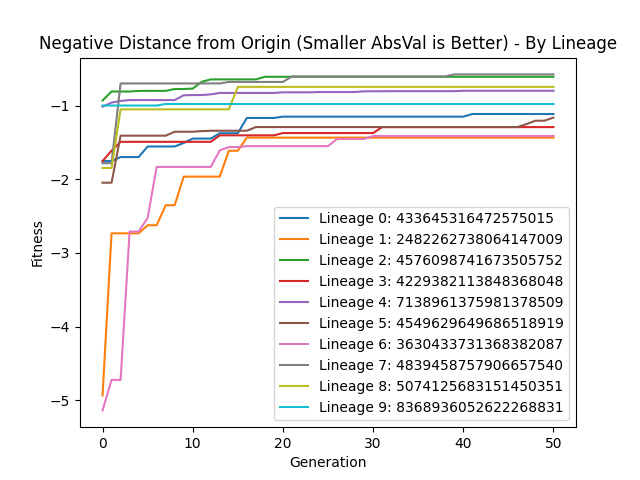 Negative Distance from Origin (Smaller AbsVal is Better) - By Lineage
Fitness
−1
−2
−3
−4
−5
Lineage 0: 433645316472575015
Lineage 1: 2482262738064147009
Lineage 2: 4576098741673505752
Lineage 3: 4229382113848368048
Lineage 4: 7138961375981378509
Lineage 5: 4549629649686518919
Lineage 6: 3630433731368382087
Lineage 7: 4839458757906657540
Lineage 8: 5074125683151450351
Lineage 9: 8368936052622268831
0 10 20 30 40 50
Generation